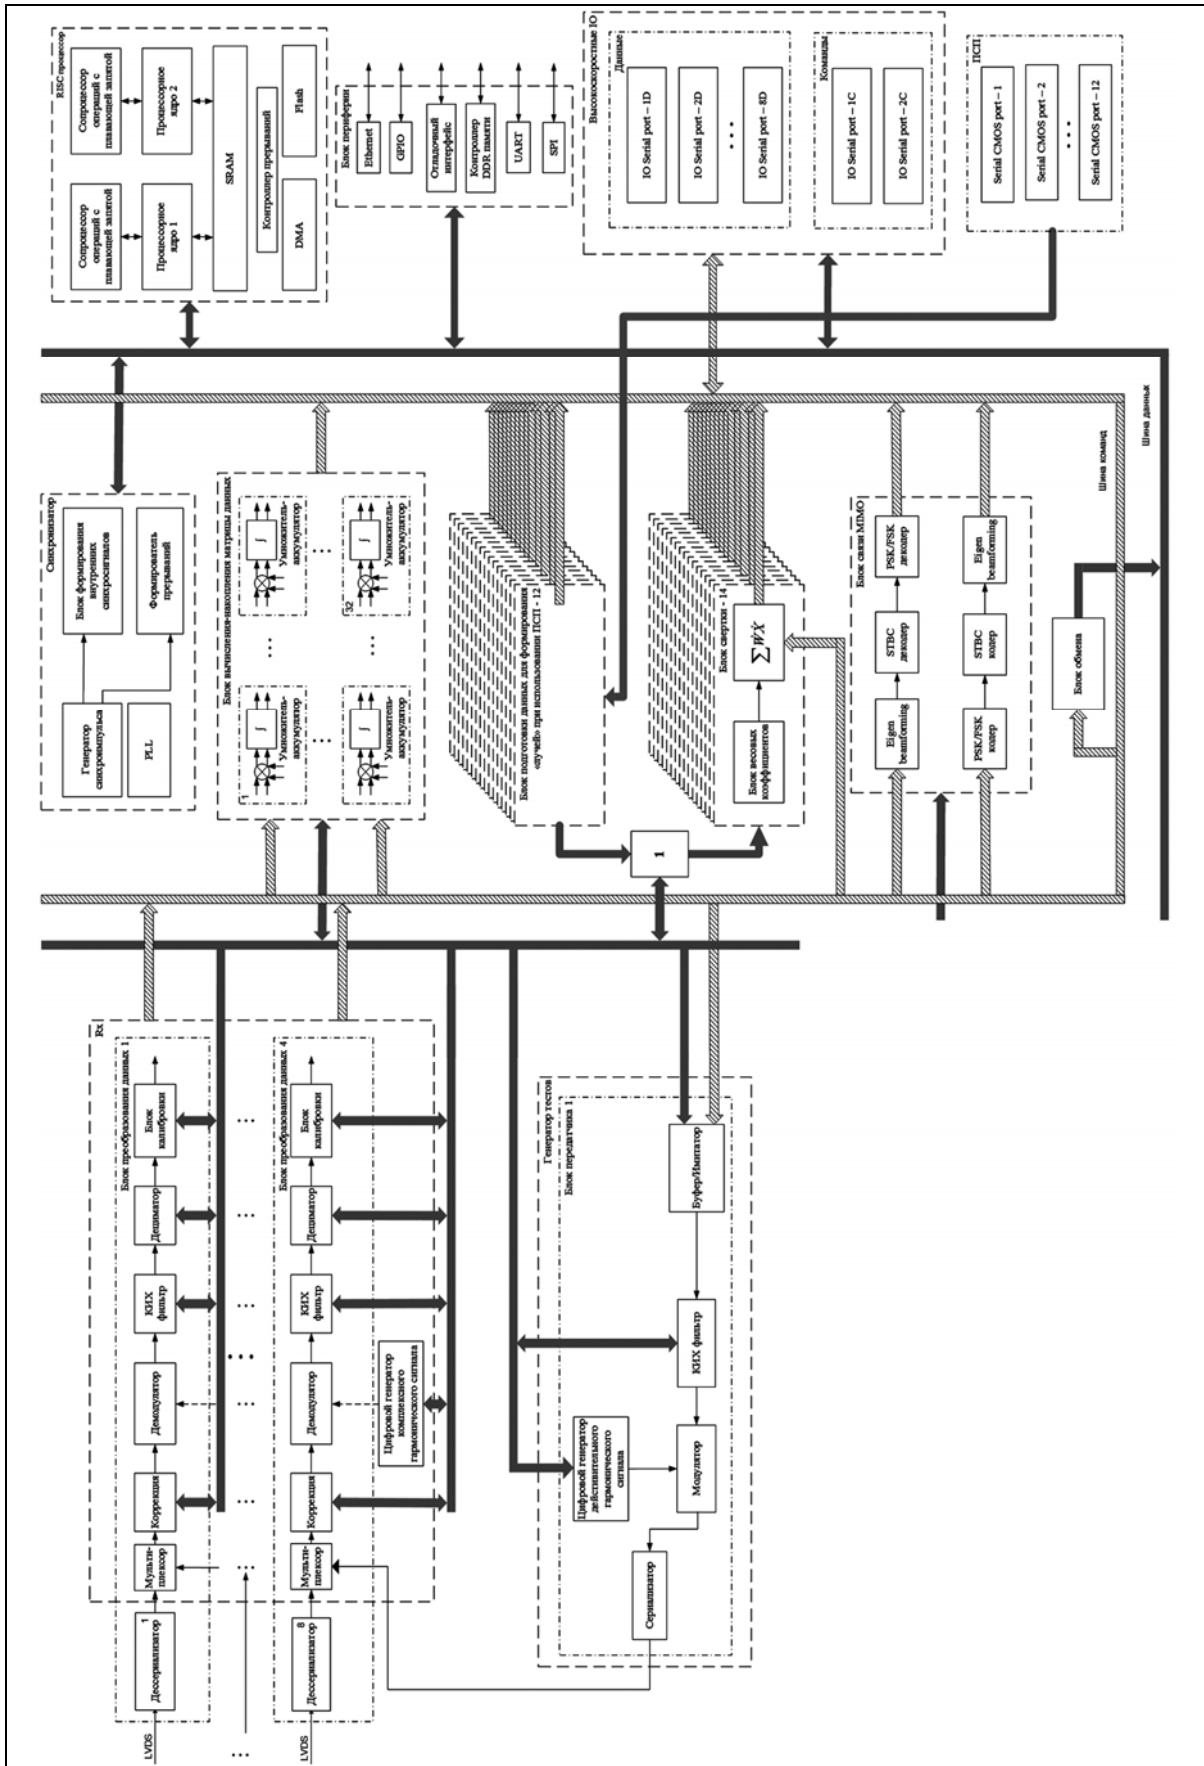 RISC процессор
Сопроцессор
операций с
плавающей запятой
Процессорное
ядро 1
Сопроцессор
операций с
плавающей запятой
Процессорное
ядро 2
SRAM
Контроллер прерываний
DMA
Flash
Блок периферии
Ethernet
GPIO
Отладочный
интерфейс
Контроллер
DDR памяти
UART
SPI
Высокоскоростные IO
Данные
IO Serial port – 1D
IO Serial port – 2D
• • •
IO Serial port – 8D
Команды
IO Serial port – 1C
IO Serial port – 2C
ПСП
Serial CMOS port – 1
Serial CMOS port – 2
• • •
Serial CMOS port – 12
Синхронизатор
Генератор
синхроимпульса
PLL
Блок формирования
внутренних
синхросигналов
Формирователь
прерываний
Блок вычисления-накопления матрицы данных
1
∫
Умножитель-
аккумулятор
...
∫
Умножитель-
аккумулятор
...
...
∫
Умножитель-
аккумулятор
...
32
∫
Умножитель-
аккумулятор
Блок подготовки данных для формирования
«лучей» при использовании ПСП - 12
1
Блок свертки - 14
Блок весовых
коэффициентов
∑ẆẊ
Блок связи MIMO
Eigen
beamforming
STBC
декодер
PSK/FSK
декодер
PSK/FSK
кодер
STBC
кодер
Eigen
beamforming
Блок обмена
Шина команд
Шина данных
Rx
Блок преобразования данных 1
LVDS
1
Дессериализатор
Мульти-
плексор
Коррекция
Демодулятор
КИХ
фильтр
Дециматор
Блок
калибровки
...
...
...
...
...
...
...
...
Блок преобразования данных 4
LVDS
8
Дессериализатор
Мульти-
плексор
Коррекция
Демодулятор
КИХ
фильтр
Дециматор
Блок
калибровки
Цифровой генератор
комплексного
гармонического сигнала
Генератор тестов
Блок передатчика 1
Цифровой генератор
действительного
гармонического
сигнала
Сериализатор
Модулятор
КИХ фильтр
Буфер/Имитатор